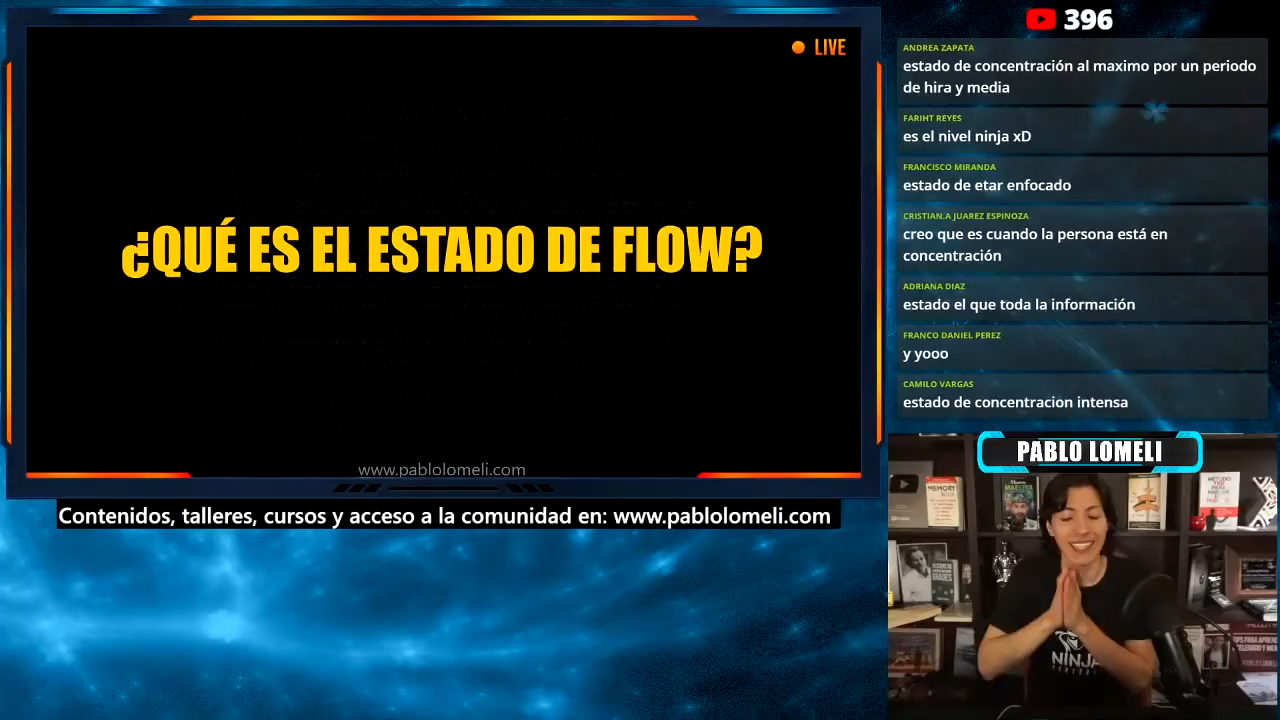 LIVE
¿QUÉ ES EL ESTADO DE FLOW?
www.pablolomeli.com
Contenidos, talleres, cursos y acceso a la comunidad en: www.pablolomeli.com
396
ANDREA ZAPATA
estado de concentración al maximo por un periodo
de hira y media
FARIHT REYES
es el nivel ninja xD
FRANCISCO MIRANDA
estado de etar enfocado
CRISTIAN.A JUAREZ ESPINOZA
creo que es cuando la persona está en
concentración
ADRIANA DIAZ
estado el que toda la información
FRANCO DANIEL PEREZ
y yooo
CAMILO VARGAS
estado de concentracion intensa
PABLO LOMELI
MEMORY
MAESTRÍA
NINJA